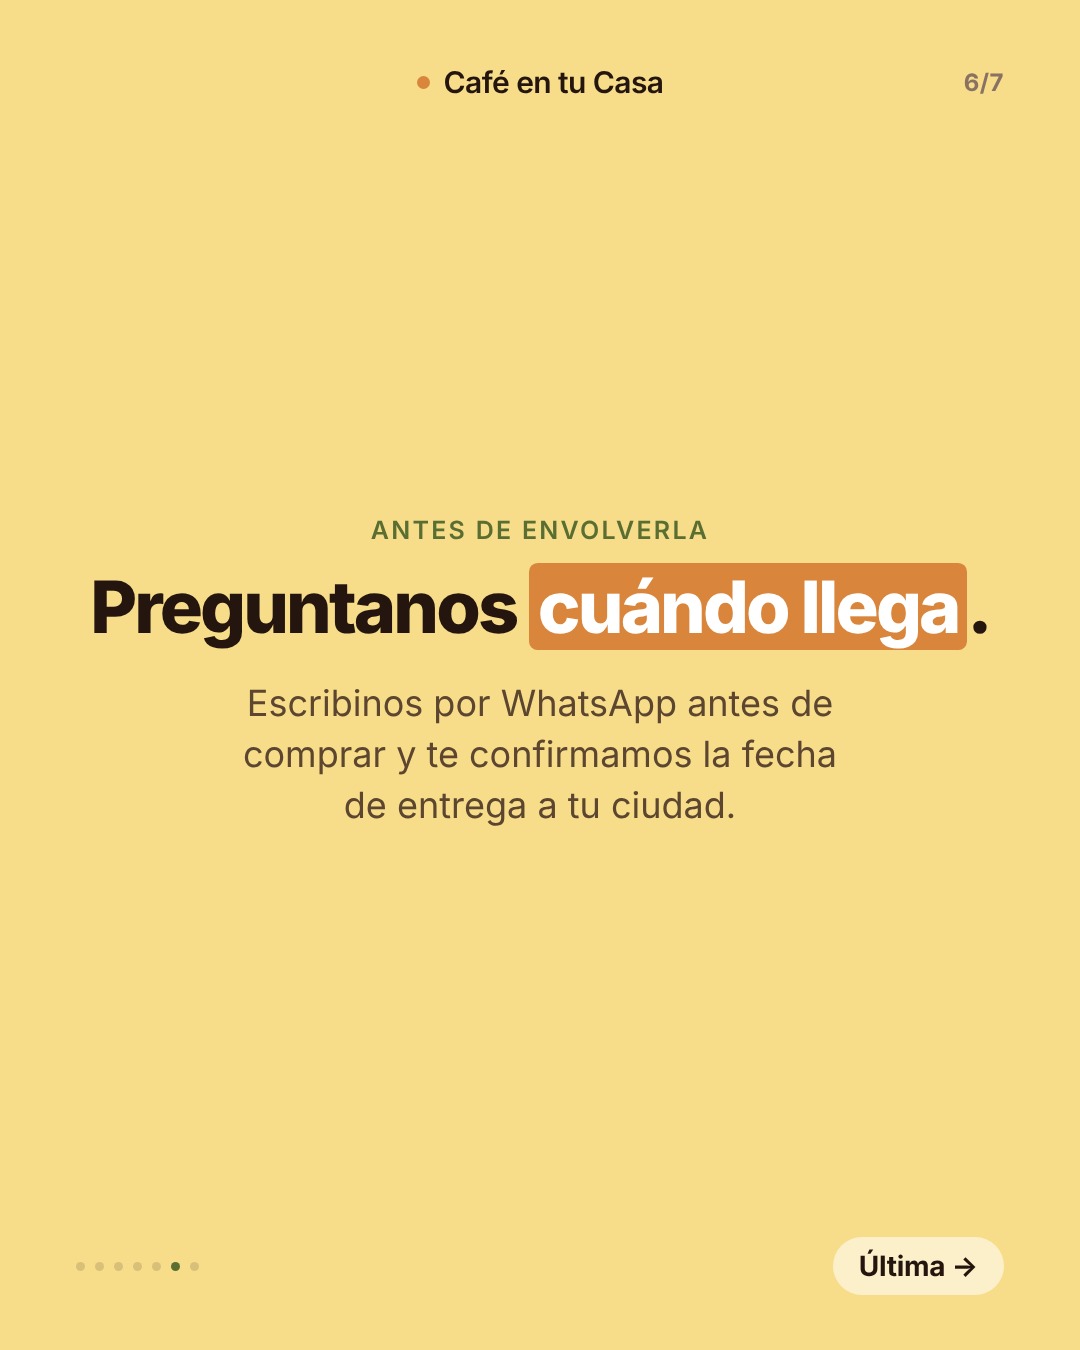 Café en tu Casa
6/7
ANTES DE ENVOLVERLA
Preguntanos cuándo llega.
Escribinos por WhatsApp antes de
comprar y te confirmamos la fecha
de entrega a tu ciudad.
Última →